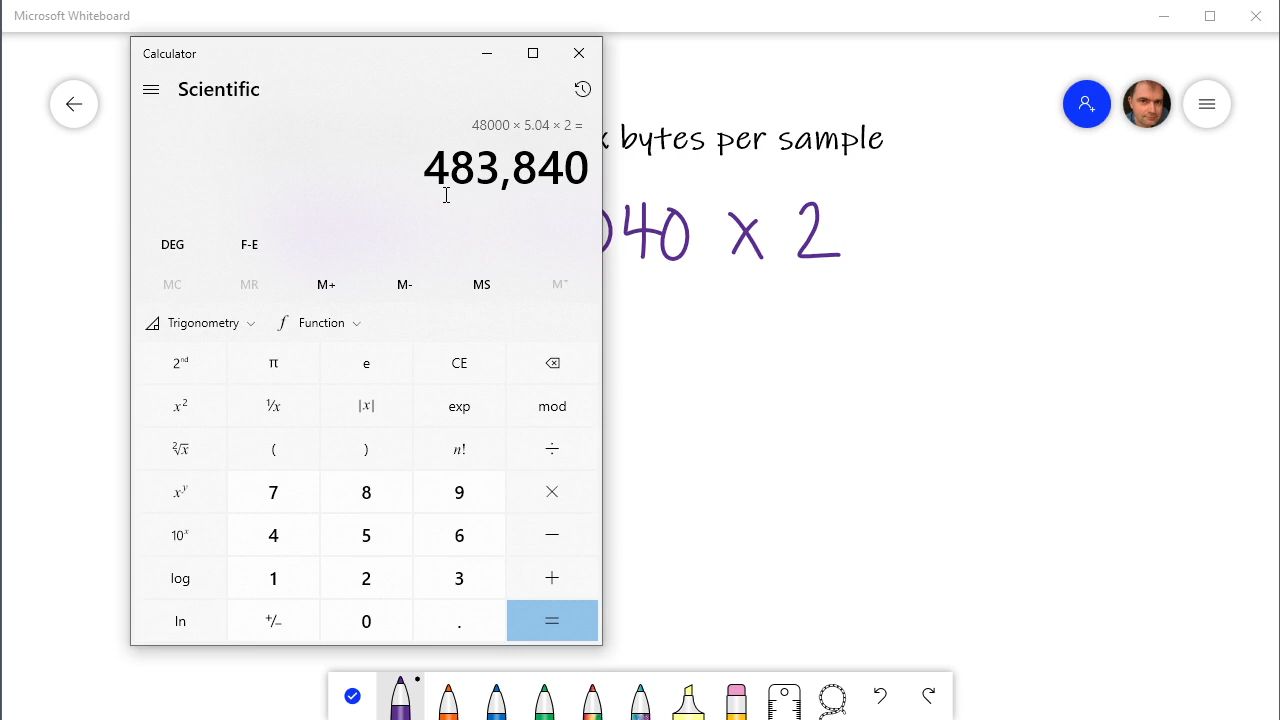 Microsoft Whiteboard
Calculator
Scientific
48000 × 5.04 × 2 =
483,840
x bytes per sample
040 x 2
DEG F-E
MC MR M+ M- MS M˅
Trigonometry f Function
2ⁿᵈ π e CE
x² ¹/x |x| exp mod
²√x ( ) n! ÷
xʸ 7 8 9 ×
10ˣ 4 5 6 −
log 1 2 3 +
ln +/− 0 . =